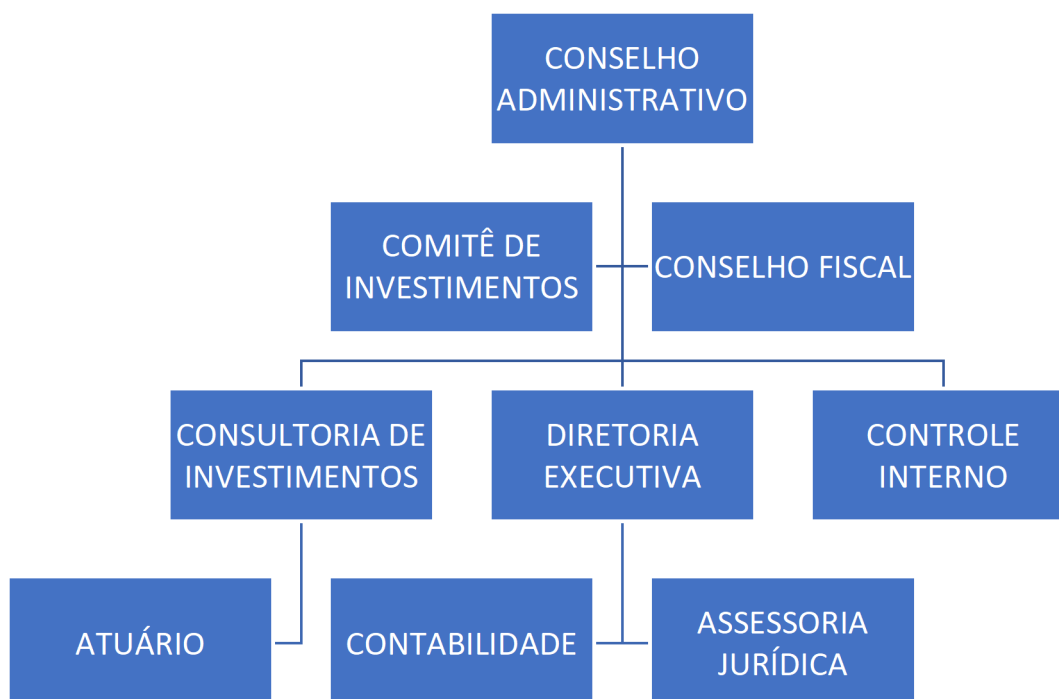 CONSELHO
ADMINISTRATIVO
COMITÊ DE
INVESTIMENTOS
CONSELHO FISCAL
CONSULTORIA DE
INVESTIMENTOS
DIRETORIA
EXECUTIVA
CONTROLE
INTERNO
ATUÁRIO
CONTABILIDADE
ASSESSORIA
JURÍDICA